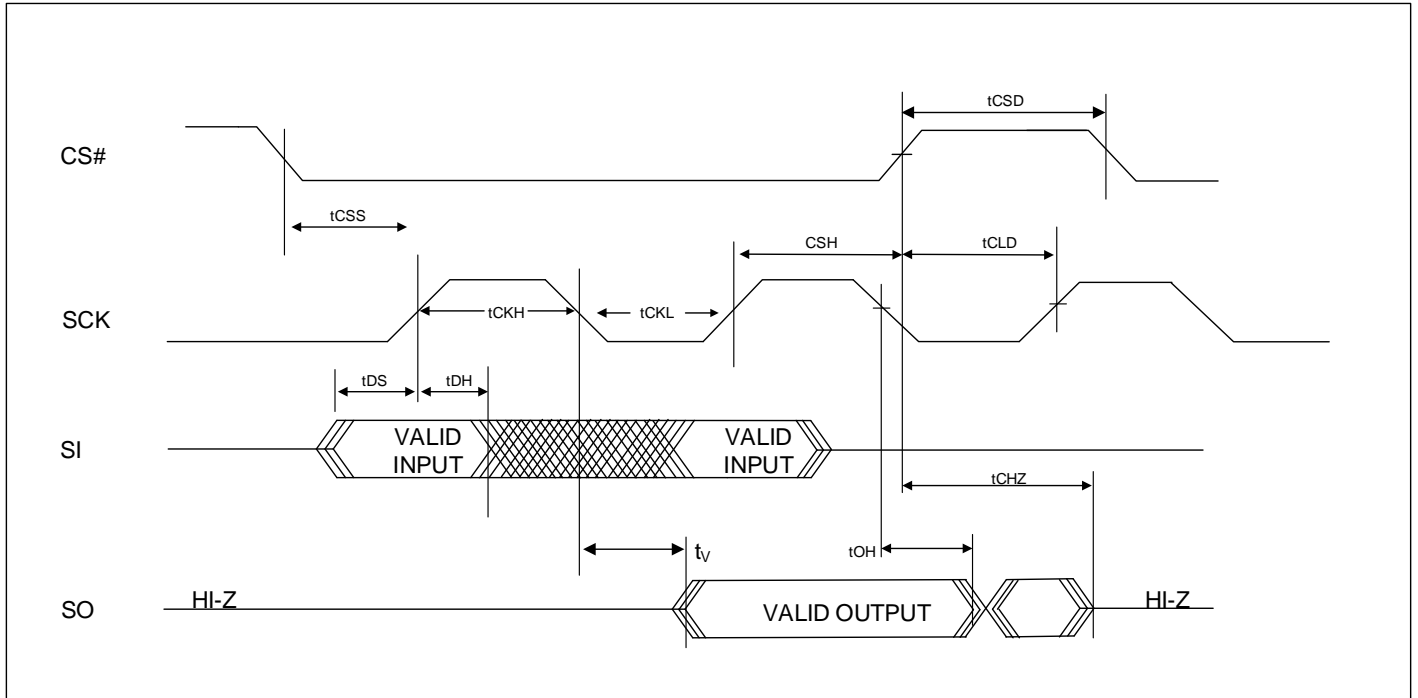 tCSD
CS#
tCSS
CSH
tCLD
SCK
tCKH
tCKL
tDS
tDH
SI
VALID
INPUT
VALID
INPUT
tCHZ
tV
tOH
SO
HI-Z
VALID OUTPUT
HI-Z